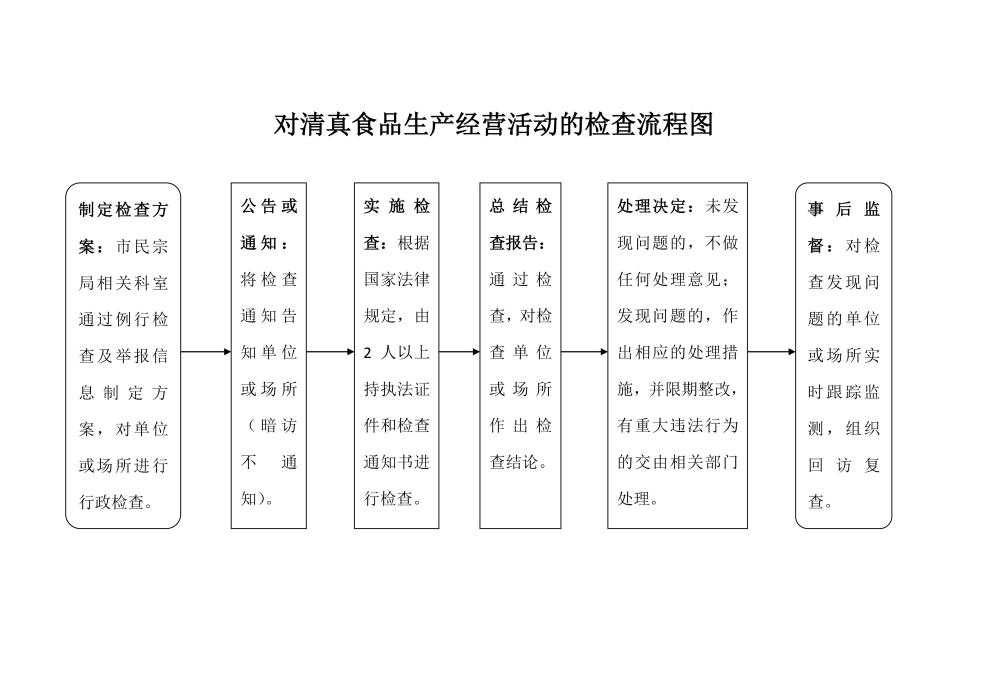 对清真食品生产经营活动的检查流程图
制定检查方
案：市民宗
局相关科室
通过例行检
查及举报信
息制定方
案，对单位
或场所进行
行政检查。
公告或
通知：
将检查
通知告
知单位
或场所
（暗访
不通
知）。
实施检
查：根据
国家法律
规定，由
2 人以上
持执法证
件和检查
通知书进
行检查。
总结检
查报告：
通过检
查，对检
查单位
或场所
作出检
查结论。
处理决定：未发
现问题的，不做
任何处理意见；
发现问题的，作
出相应的处理措
施，并限期整改，
有重大违法行为
的交由相关部门
处理。
事后监
督：对检
查发现问
题的单位
或场所实
时跟踪监
测，组织
回访复
查。